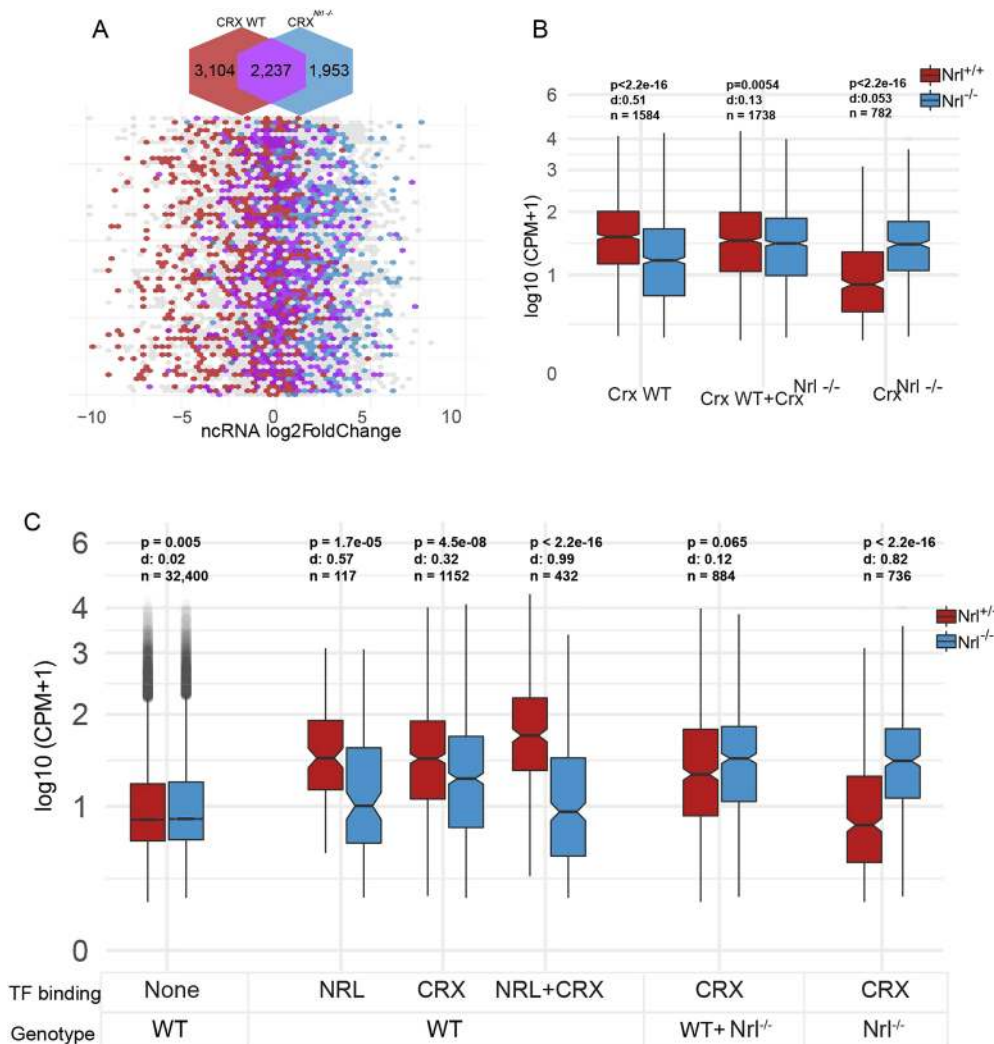 A
CRX WT
CRX Nrl -/-
3,104
2,237
1,953
−10
−5
0
5
10
ncRNA log2FoldChange
B
p<2.2e-16
d:0.51
n = 1584
p=0.0054
d:0.13
n = 1738
p<2.2e-16
d:0.053
n = 782
Nrl+/+
Nrl-/-
6
4
3
2
1
0
log10 (CPM+1)
Crx WT
Crx WT+Crx Nrl -/-
Crx Nrl -/-
C
p = 0.005
d: 0.02
n = 32,400
p = 1.7e-05
d: 0.57
n = 117
p = 4.5e-08
d: 0.32
n = 1152
p < 2.2e-16
d: 0.99
n = 432
p = 0.065
d: 0.12
n = 884
p < 2.2e-16
d: 0.82
n = 736
Nrl+/-
Nrl-/-
6
4
3
2
1
0
log10 (CPM+1)
TF binding
None
NRL
CRX
NRL+CRX
CRX
CRX
Genotype
WT
WT
WT+ Nrl-/-
Nrl-/-